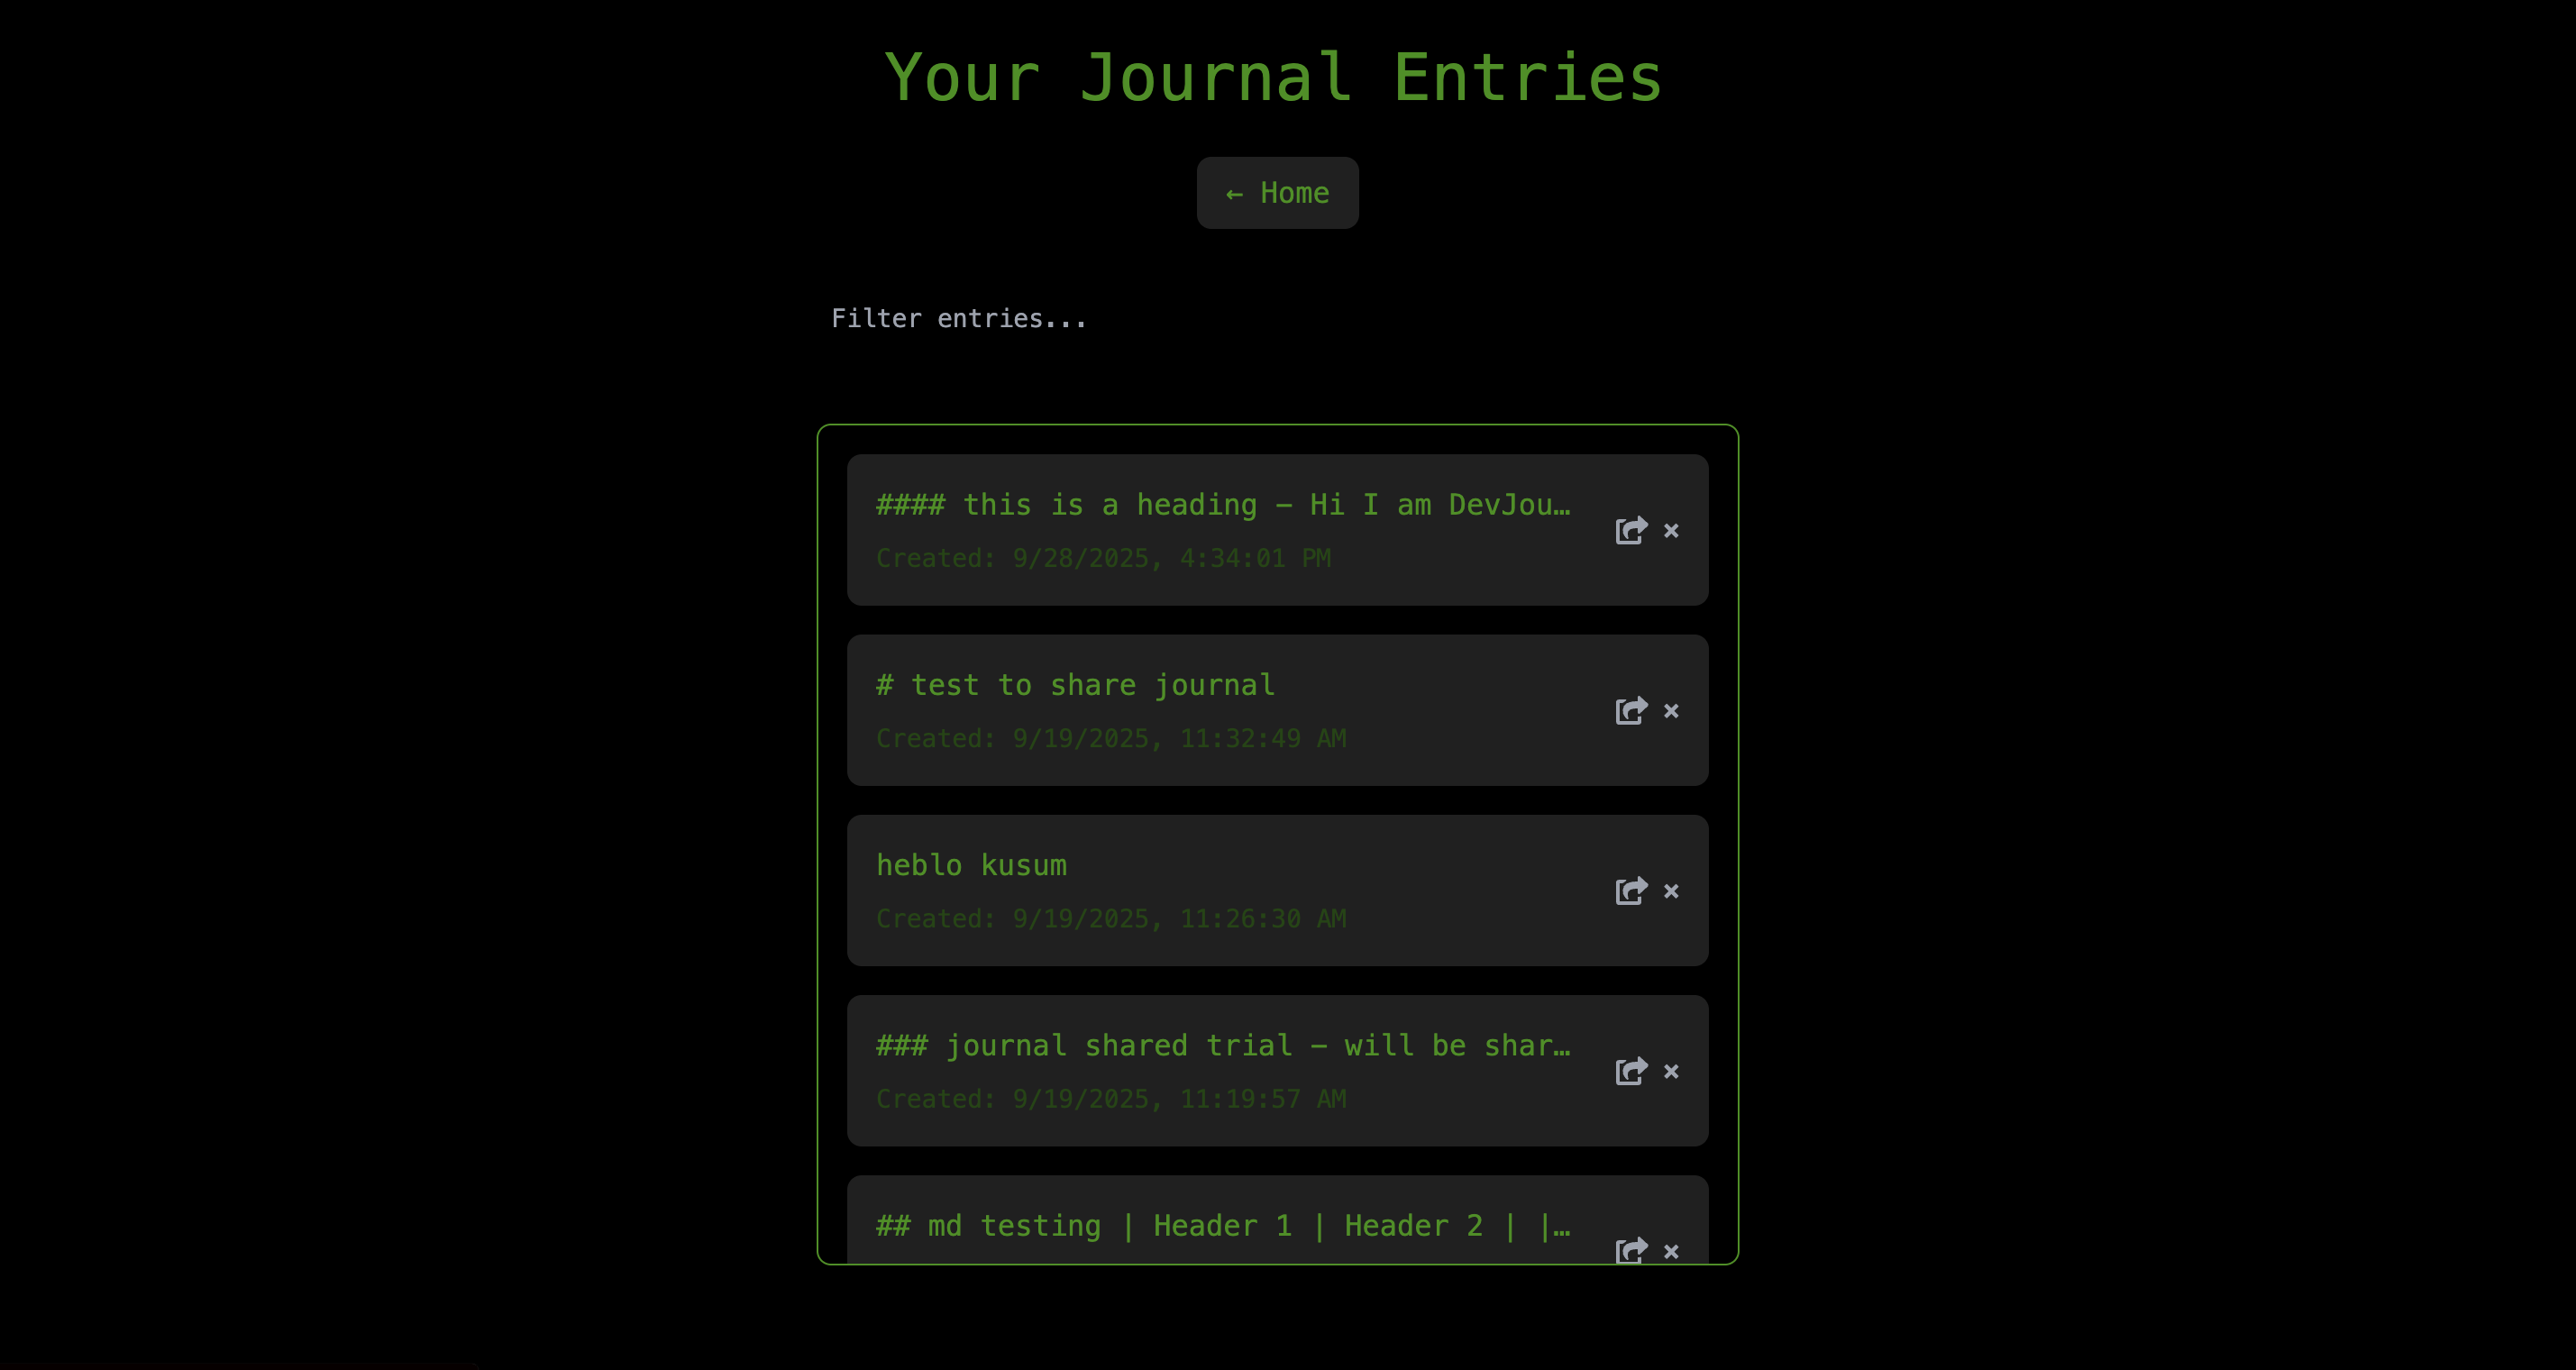 Your Journal Entries
← Home
Filter entries...
#### this is a heading – Hi I am DevJou…
Created: 9/28/2025, 4:34:01 PM
# test to share journal
Created: 9/19/2025, 11:32:49 AM
heblo kusum
Created: 9/19/2025, 11:26:30 AM
### journal shared trial – will be shar…
Created: 9/19/2025, 11:19:57 AM
## md testing | Header 1 | Header 2 | |…